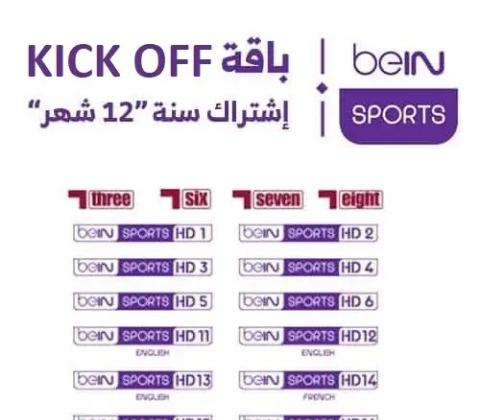 باقة KICK OFF
beIN
SPORTS
إشتراك سنة ”12 شهر“
three six seven eight
beIN SPORTS HD 1 beIN SPORTS HD 2
beIN SPORTS HD 3 beIN SPORTS HD 4
beIN SPORTS HD 5 beIN SPORTS HD 6
beIN SPORTS HD 11 beIN SPORTS HD12
ENGLISH ENGLISH
beIN SPORTS HD13 beIN SPORTS HD14
ENGLISH FRENCH